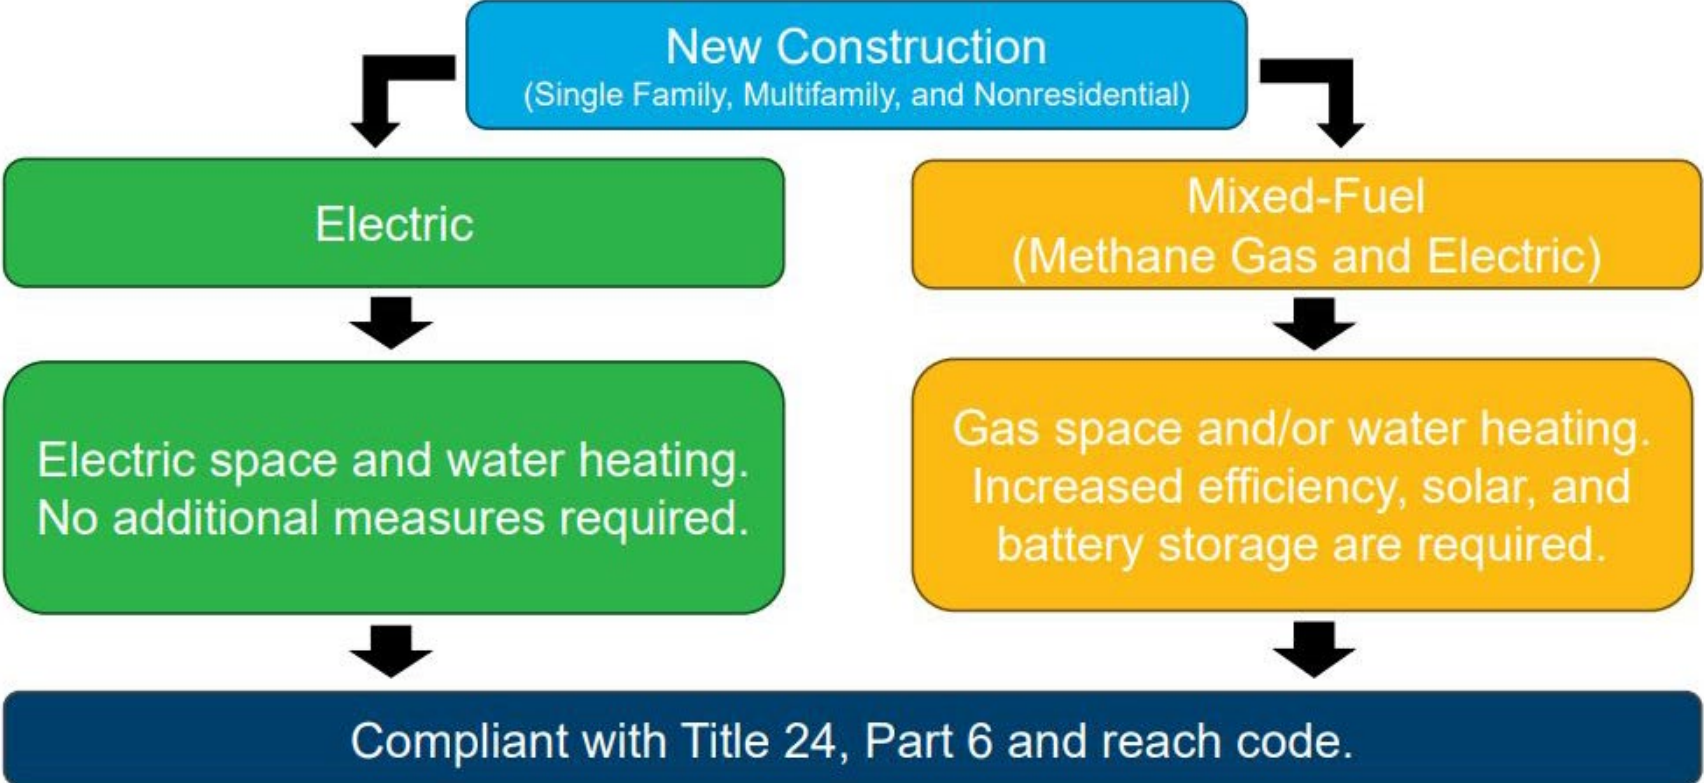 New Construction
(Single Family, Multifamily, and Nonresidential)
Electric
Mixed-Fuel
(Methane Gas and Electric)
Electric space and water heating.
No additional measures required.
Gas space and/or water heating.
Increased efficiency, solar, and
battery storage are required.
Compliant with Title 24, Part 6 and reach code.